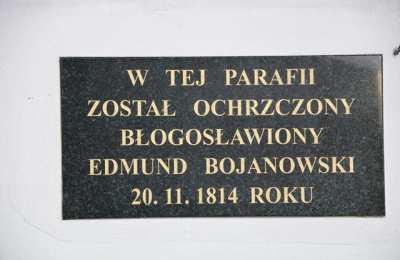 W TEJ PARAFII
ZOSTAŁ OCHRZCZONY
BŁOGOSŁAWIONY
EDMUND BOJANOWSKI
20. 11. 1814 ROKU